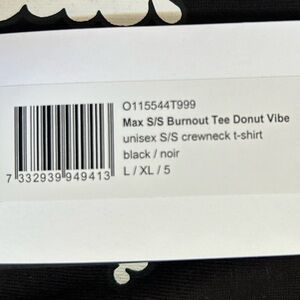 O115544T999
Max S/S Burnout Tee Donut Vibe
unisex S/S crewneck t-shirt
black / noir
L / XL / 5
7 332939 949413